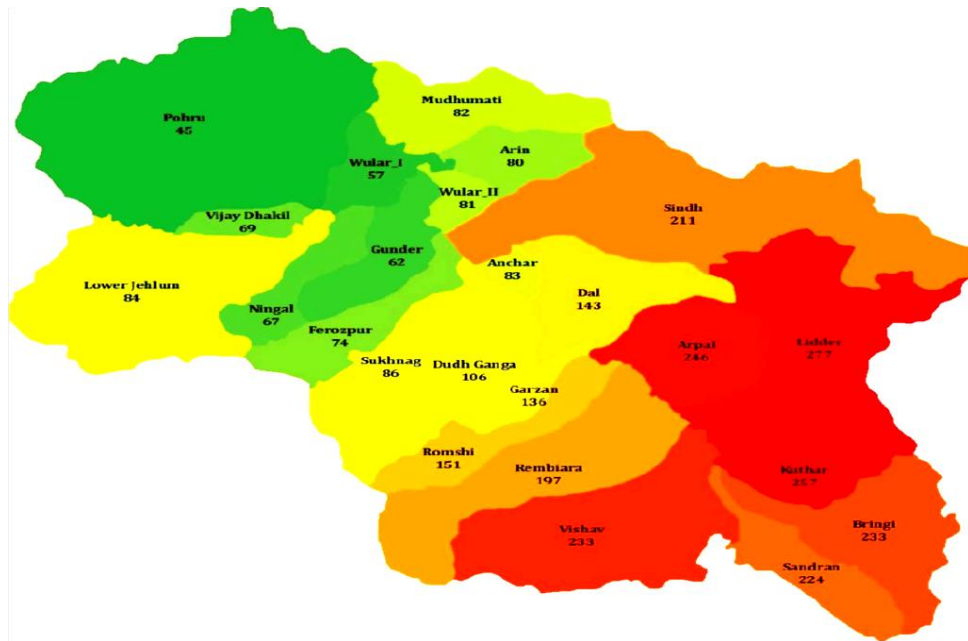 Mudhumati
82
Pohru
45
Arin
80
Wular_I
57
Wular_II
81
Sindh
211
Vijay Dhakil
69
Gunder
62
Anchar
83
Lower Jehlum
84
Dal
143
Ningal
67
Ferozpur
74
Arpal
246
Lidder
277
Sukhnag
86
Dudh Ganga
106
Garzan
136
Romshi
151
Rembiara
197
Kuthar
257
Vishav
233
Bringi
233
Sandran
224